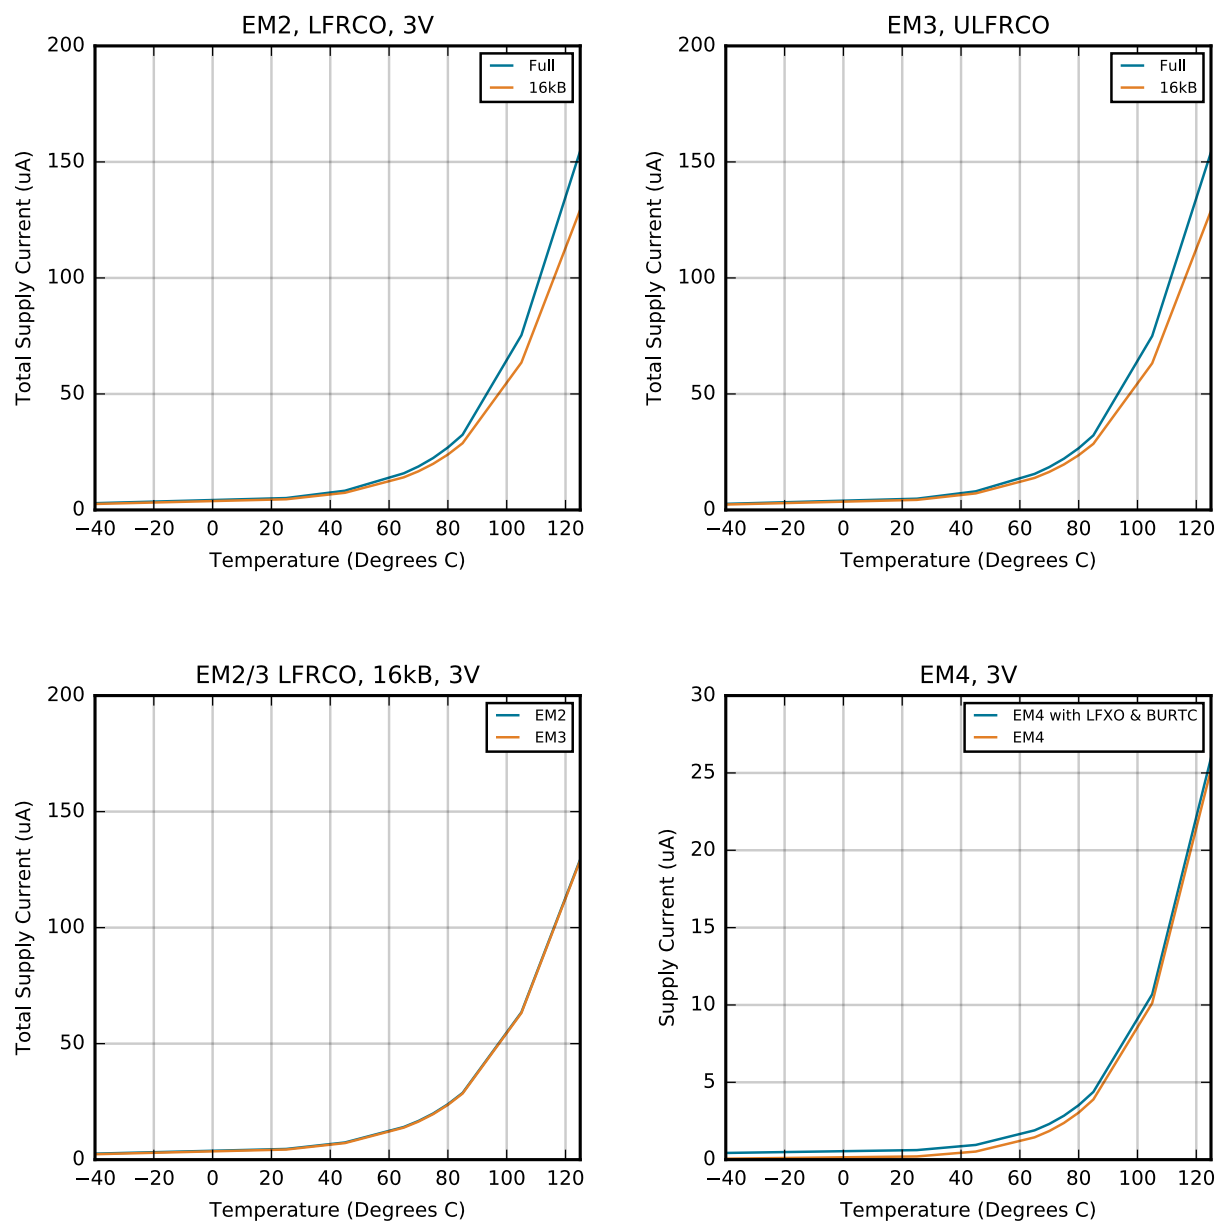 EM2, LFRCO, 3V
200
150
100
50
0
Total Supply Current (uA)
Full
16kB
−40 −20 0 20 40 60 80 100 120
Temperature (Degrees C)
EM3, ULFRCO
200
150
100
50
0
Total Supply Current (uA)
Full
16kB
−40 −20 0 20 40 60 80 100 120
Temperature (Degrees C)
EM2/3 LFRCO, 16kB, 3V
200
150
100
50
0
Total Supply Current (uA)
EM2
EM3
−40 −20 0 20 40 60 80 100 120
Temperature (Degrees C)
EM4, 3V
30
25
20
15
10
5
0
Supply Current (uA)
EM4 with LFXO & BURTC
EM4
−40 −20 0 20 40 60 80 100 120
Temperature (Degrees C)